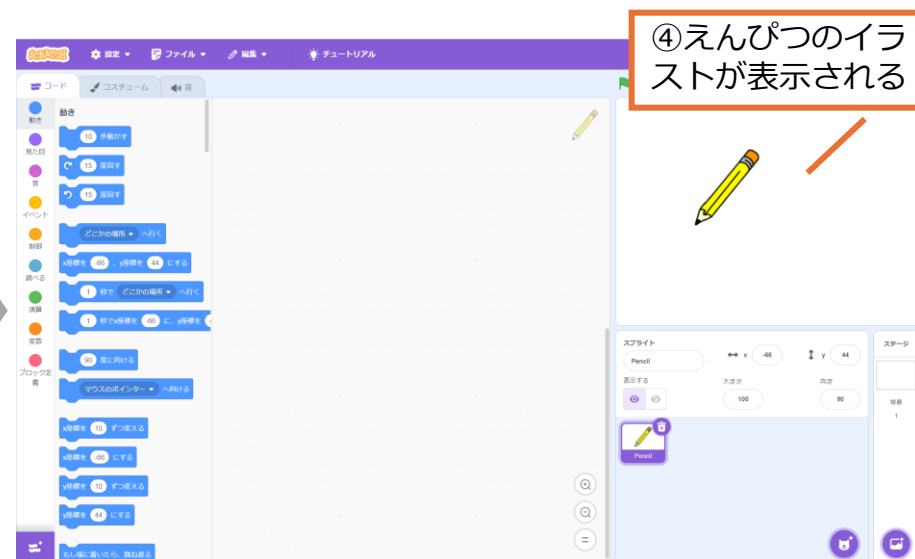 ④えんぴつのイラ
ストが表示される
SCRATCH 設定 ファイル 編集 チュートリアル
コード コスチューム 音
動き
動き
見た目
音
イベント
制御
調べる
演算
変数
ブロック定
義
10 歩動かす
15 度回す
15 度回す
どこかの場所 へ行く
x座標を -66 、y座標を 44 にする
1 秒で どこかの場所 へ行く
1 秒でx座標を -66 に、y座標を
90 度に向ける
マウスのポインター へ向ける
x座標を 10 ずつ変える
x座標を -66 にする
y座標を 10 ずつ変える
y座標を 44 にする
もし端に着いたら、跳ね返る
スプライト
Pencil
x -66 y 44
表示する 大きさ 向き
100 90
Pencil
ステージ
背景
1